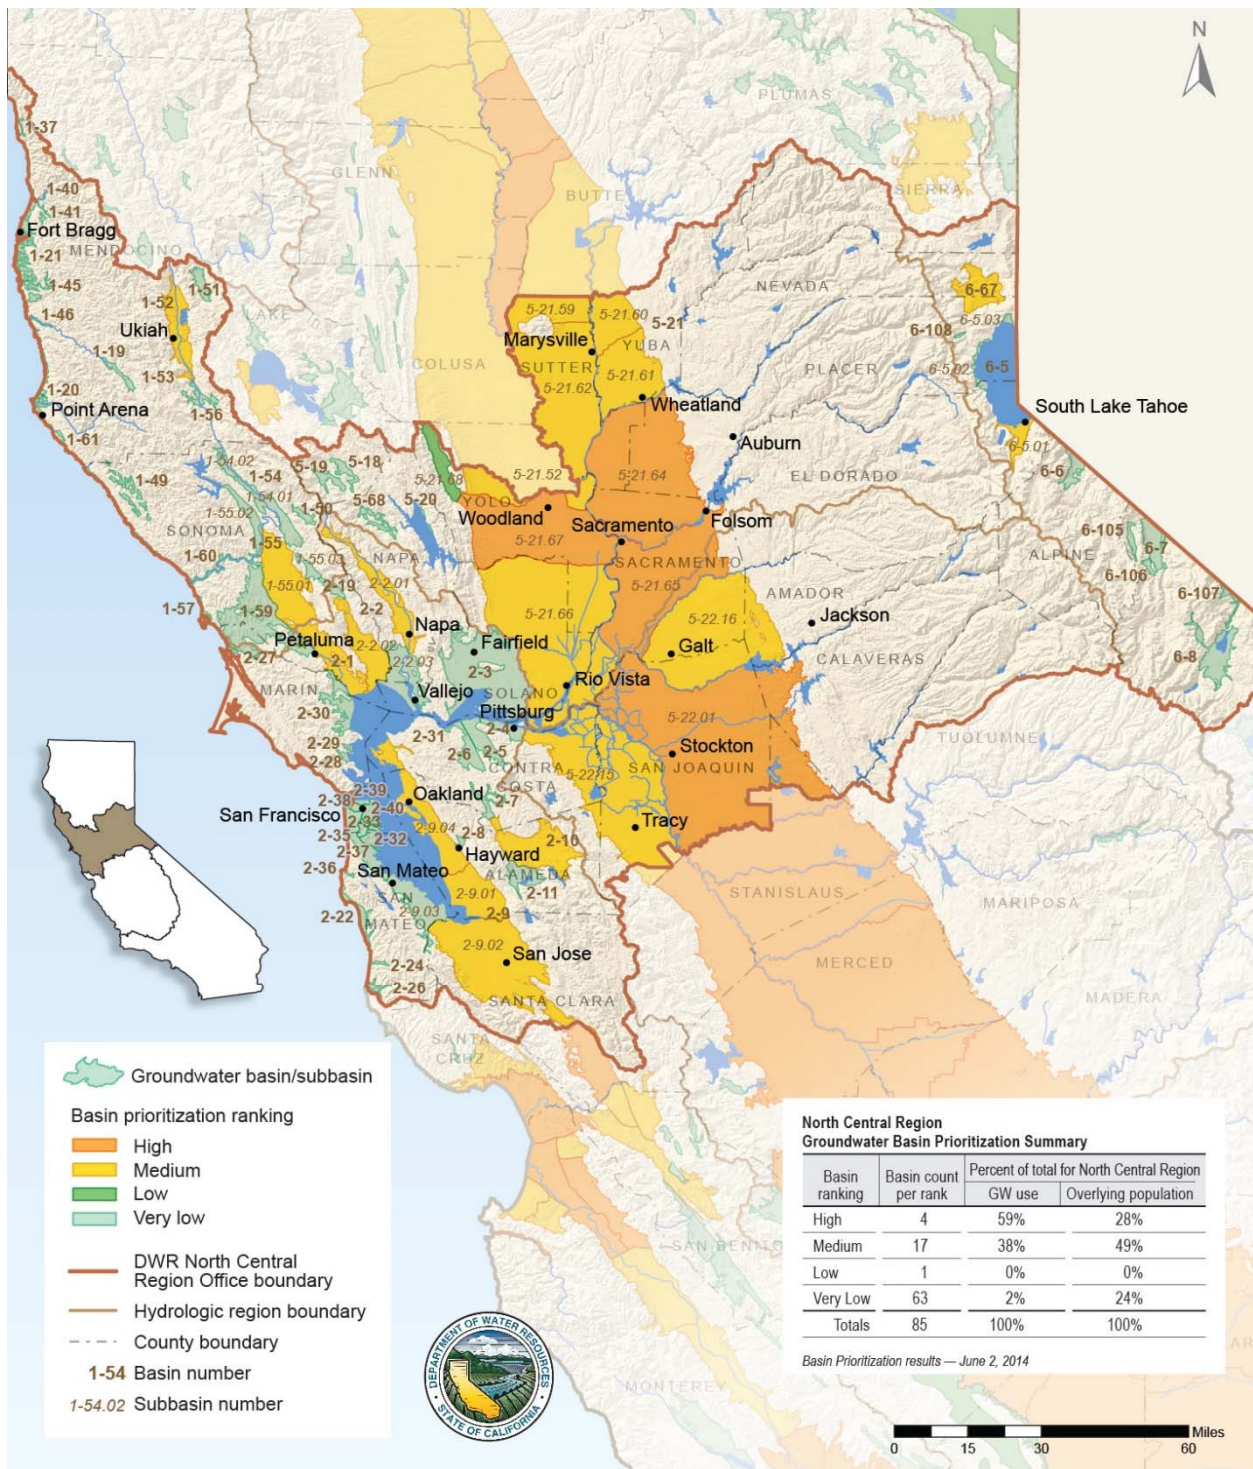 N
PLUMAS
GLENN
BUTTE
SIERRA
1-37
1-40
1-41
Fort Bragg
MENDOCINO
1-21
1-45
1-46
1-52
1-51
Ukiah
LAKE
1-19
1-53
1-20
Point Arena
1-56
1-61
COLUSA
NEVADA
5-21.59
5-21.60
5-21
Marysville
YUBA
SUTTER
5-21.61
5-21.62
Wheatland
6-67
6-5.03
6-108
PLACER
6-5.02
6-5
South Lake Tahoe
6-5.01
6-6
Auburn
EL DORADO
1-54.02
1-54
5-19
5-18
5-21.68
5-21.52
5-21.64
1-49
1-54.01
1-55.02
1-50
5-68
5-20
YOLO
Woodland
Folsom
SONOMA
Sacramento
5-21.67
SACRAMENTO
6-105
6-7
ALPINE
6-106
6-107
1-60
1-55
1-55.03
NAPA
1-55.01
2-19
2-2.01
5-21.65
AMADOR
1-57
1-59
2-2
5-21.66
5-22.16
Jackson
Napa
Petaluma
2-2.02
Fairfield
Galt
CALAVERAS
6-8
2-27
2-1
2-2.03
2-3
MARIN
Vallejo
SOLANO
Rio Vista
2-30
Pittsburg
5-22.01
TUOLUMNE
2-31
2-4
2-29
2-6
2-5
Stockton
2-28
CONTRA
COSTA
5-22.15
SAN JOAQUIN
2-39
Oakland
2-7
2-38
2-40
San Francisco
2-33
Tracy
2-35
2-32
2-9.04
2-8
2-10
2-37
Hayward
2-36
San Mateo
ALAMEDA
2-11
STANISLAUS
MARIPOSA
SAN
MATEO
2-9.01
2-22
2-9.03
2-9
2-9.02
San Jose
MERCED
2-24
2-26
SANTA CLARA
MADERA
SANTA
CRUZ
SAN BENITO
MONTEREY
Groundwater basin/subbasin
Basin prioritization ranking
High
Medium
Low
Very low
DWR North Central
Region Office boundary
Hydrologic region boundary
County boundary
1-54 Basin number
1-54.02 Subbasin number
DEPARTMENT OF WATER RESOURCES
STATE OF CALIFORNIA
North Central Region
Groundwater Basin Prioritization Summary
Basin ranking Basin count per rank Percent of total for North Central Region
GW use Overlying population
High 4 59% 28%
Medium 17 38% 49%
Low 1 0% 0%
Very Low 63 2% 24%
Totals 85 100% 100%
Basin Prioritization results — June 2, 2014
Miles
0 15 30 60